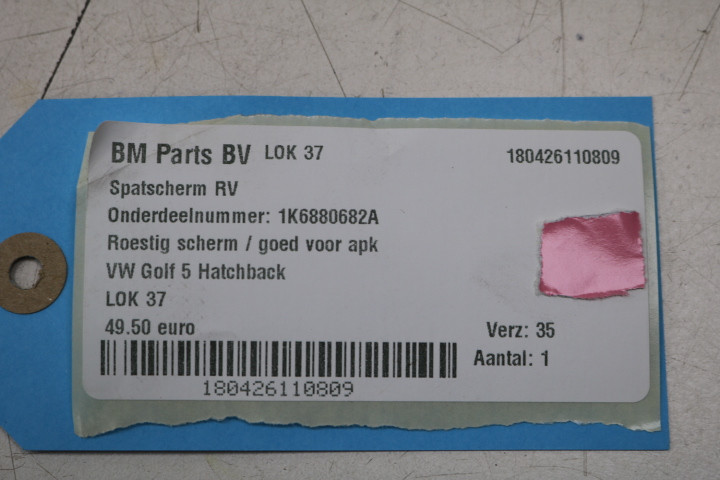 BM Parts BV LOK 37 180426110809
Spatscherm RV
Onderdeelnummer: 1K6880682A
Roestig scherm / goed voor apk
VW Golf 5 Hatchback
LOK 37
49.50 euro Verz: 35
Aantal: 1
180426110809